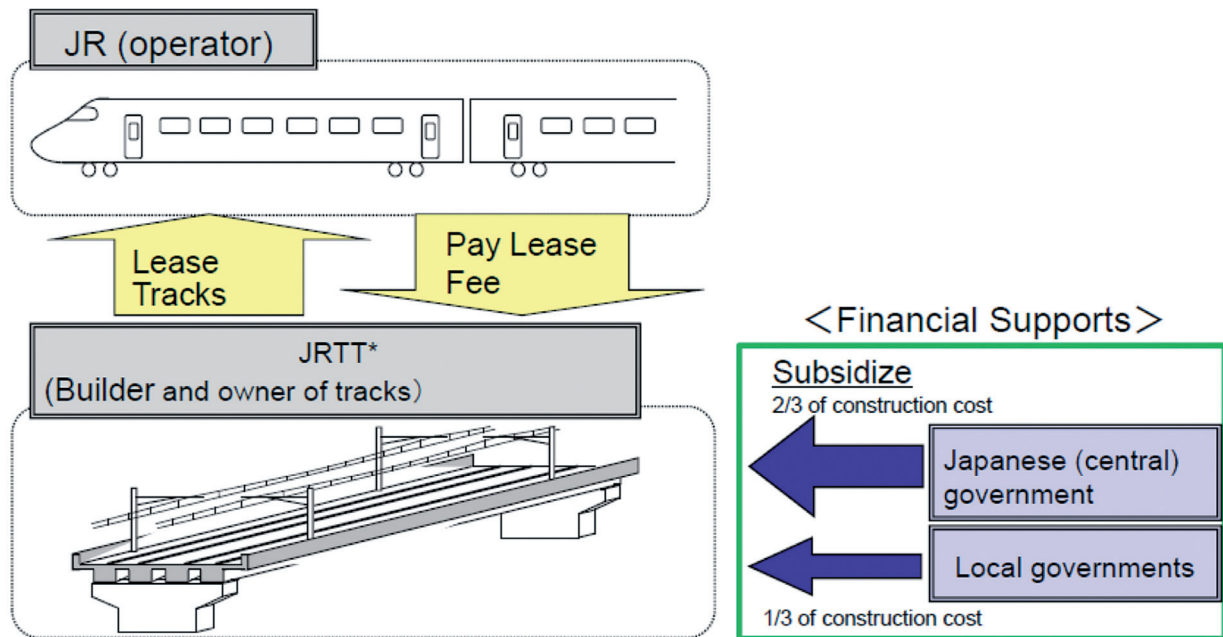 JR (operator)
Lease
Tracks
Pay Lease
Fee
JRTT*
(Builder and owner of tracks）
＜Financial Supports＞
Subsidize
2/3 of construction cost
Japanese (central)
government
Local governments
1/3 of construction cost